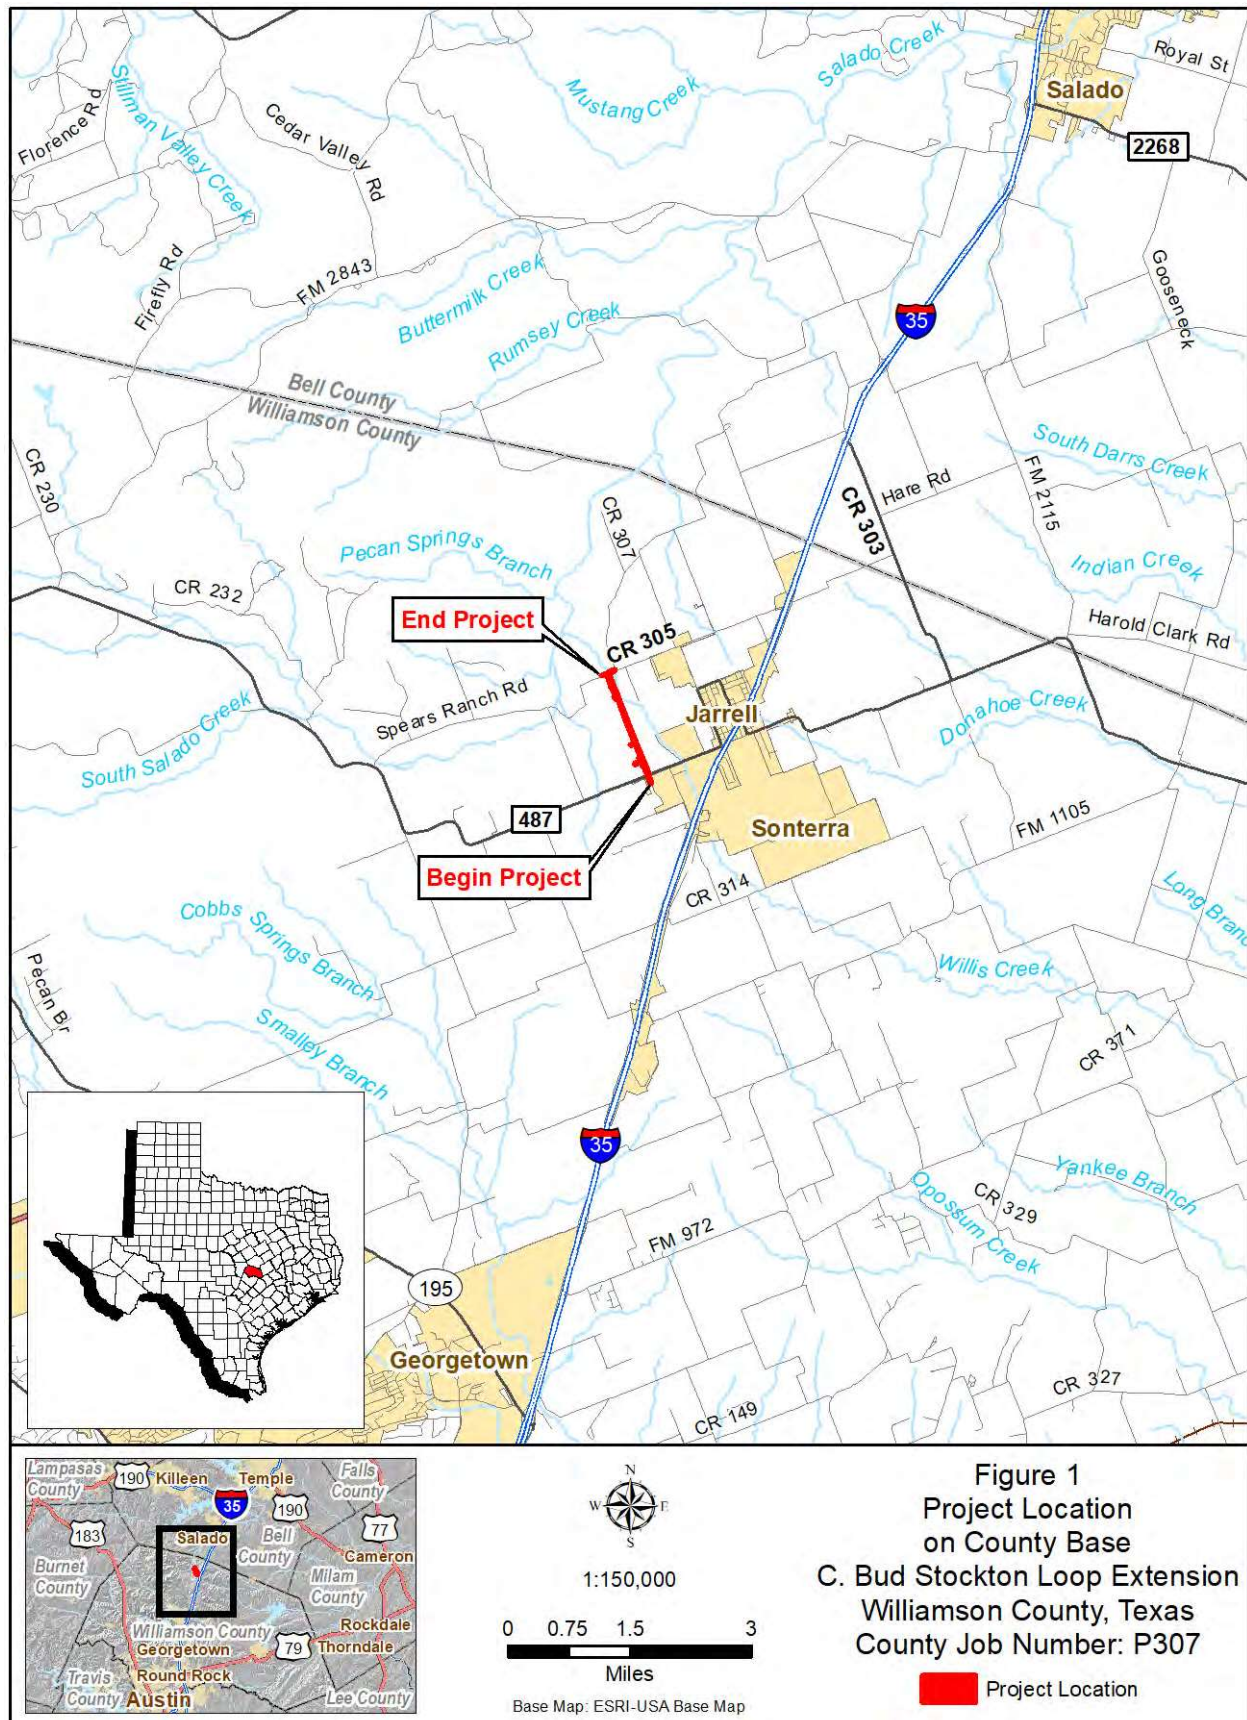 Salado Creek
Royal St
Salado
Mustang Creek
Stillman Valley Creek
Florence Rd
Cedar Valley Rd
2268
Firefly Rd
FM 2843
Gooseneck
Buttermilk Creek
Rumsey Creek
35
Bell County
Williamson County
CR 230
South Darrs Creek
FM 2115
Hare Rd
CR 303
CR 307
Pecan Springs Branch
Indian Creek
CR 232
End Project
CR 305
Harold Clark Rd
Spears Ranch Rd
Jarrell
Donahoe Creek
South Salado Creek
487
Sonterra
FM 1105
Begin Project
CR 314
Long Branc
Cobbs Springs Branch
Willis Creek
Pecan Br
Smalley Branch
CR 371
35
Yankee Branch
Opossum Creek
CR 329
FM 972
195
Georgetown
CR 327
CR 149
Lampasas County
190
Killeen
Temple
Falls County
35
190
77
183
Salado
Bell County
Cameron
Burnet County
Milam County
Williamson County
Rockdale
Georgetown
79
Thorndale
Travis County
Round Rock
Austin
Lee County
N
W E
S
1:150,000
0 0.75 1.5 3
Miles
Base Map: ESRI-USA Base Map
Figure 1
Project Location
on County Base
C. Bud Stockton Loop Extension
Williamson County, Texas
County Job Number: P307
Project Location